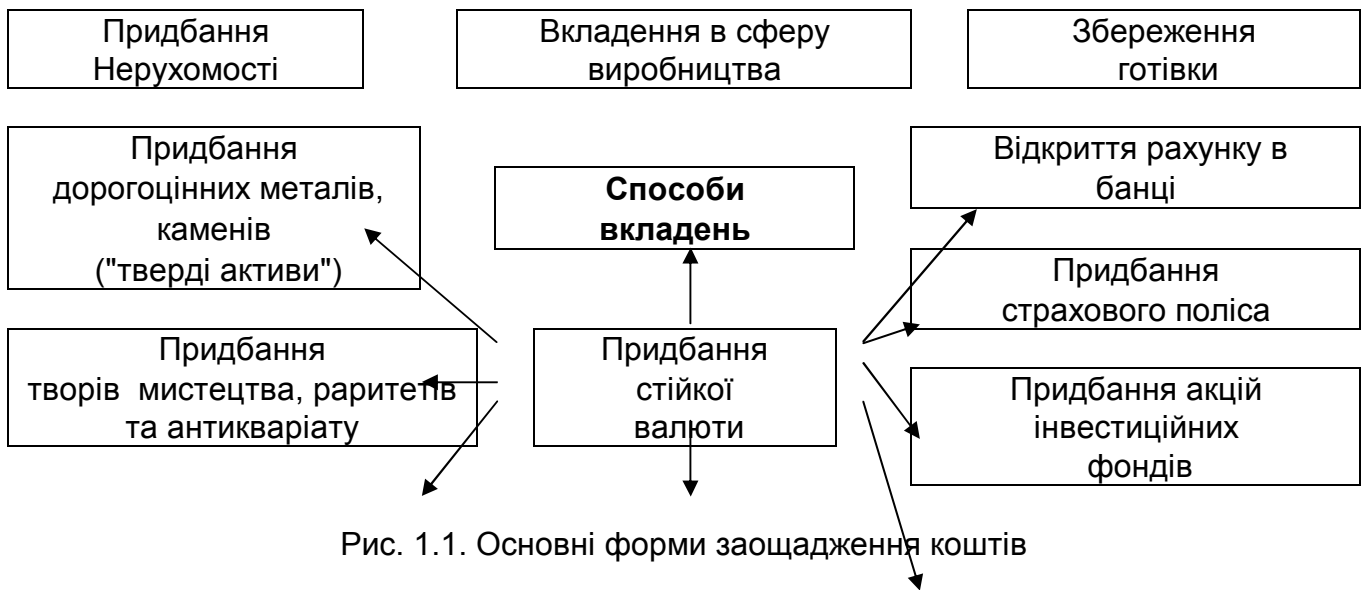 Придбання
Нерухомості
Вкладення в сферу
виробництва
Збереження
готівки
Придбання
дорогоцінних металів,
каменів
("тверді активи")
Способи
вкладень
Відкриття рахунку в
банці
Придбання
страхового поліса
Придбання
творів мистецтва, раритетів
та антикваріату
Придбання
стійкої
валюти
Придбання акцій
інвестиційних
фондів
Рис. 1.1. Основні форми заощадження коштів